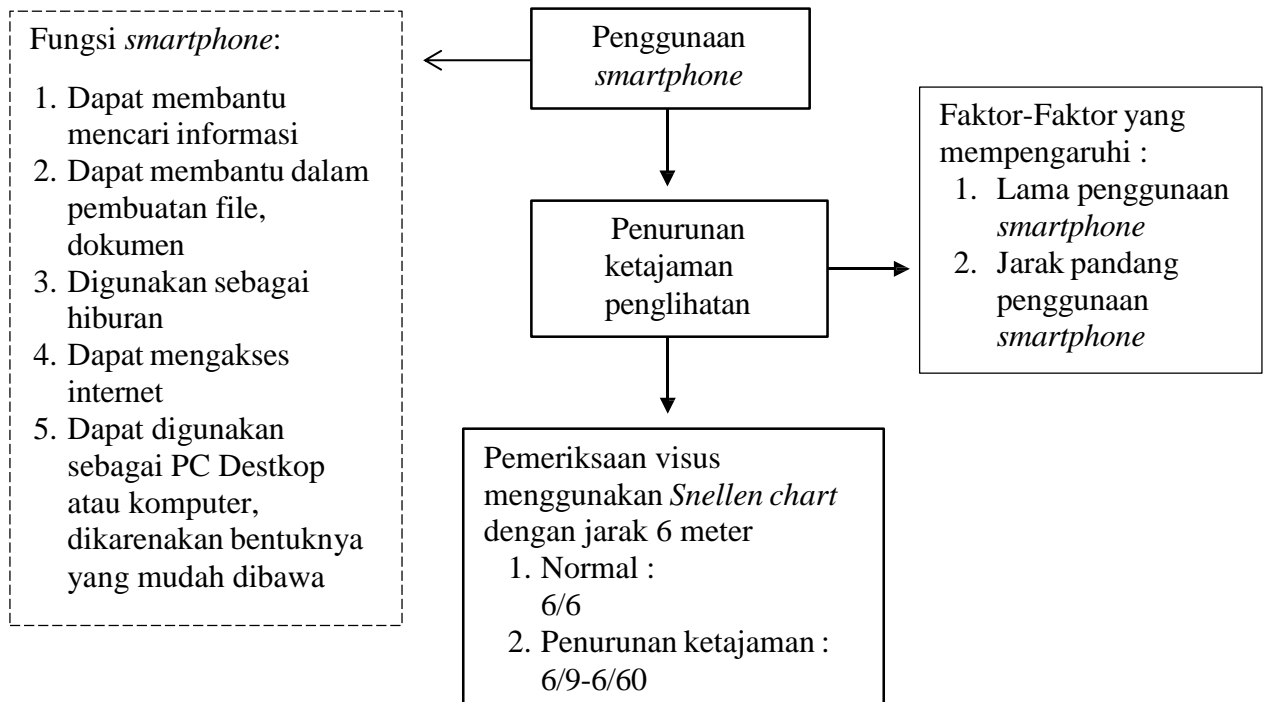 Fungsi smartphone:
1. Dapat membantu
mencari informasi
2. Dapat membantu dalam
pembuatan file,
dokumen
3. Digunakan sebagai
hiburan
4. Dapat mengakses
internet
5. Dapat digunakan
sebagai PC Destkop
atau komputer,
dikarenakan bentuknya
yang mudah dibawa
Penggunaan
smartphone
Penurunan
ketajaman
penglihatan
Faktor-Faktor yang
mempengaruhi :
1. Lama penggunaan
smartphone
2. Jarak pandang
penggunaan
smartphone
Pemeriksaan visus
menggunakan Snellen chart
dengan jarak 6 meter
1. Normal :
6/6
2. Penurunan ketajaman :
6/9-6/60